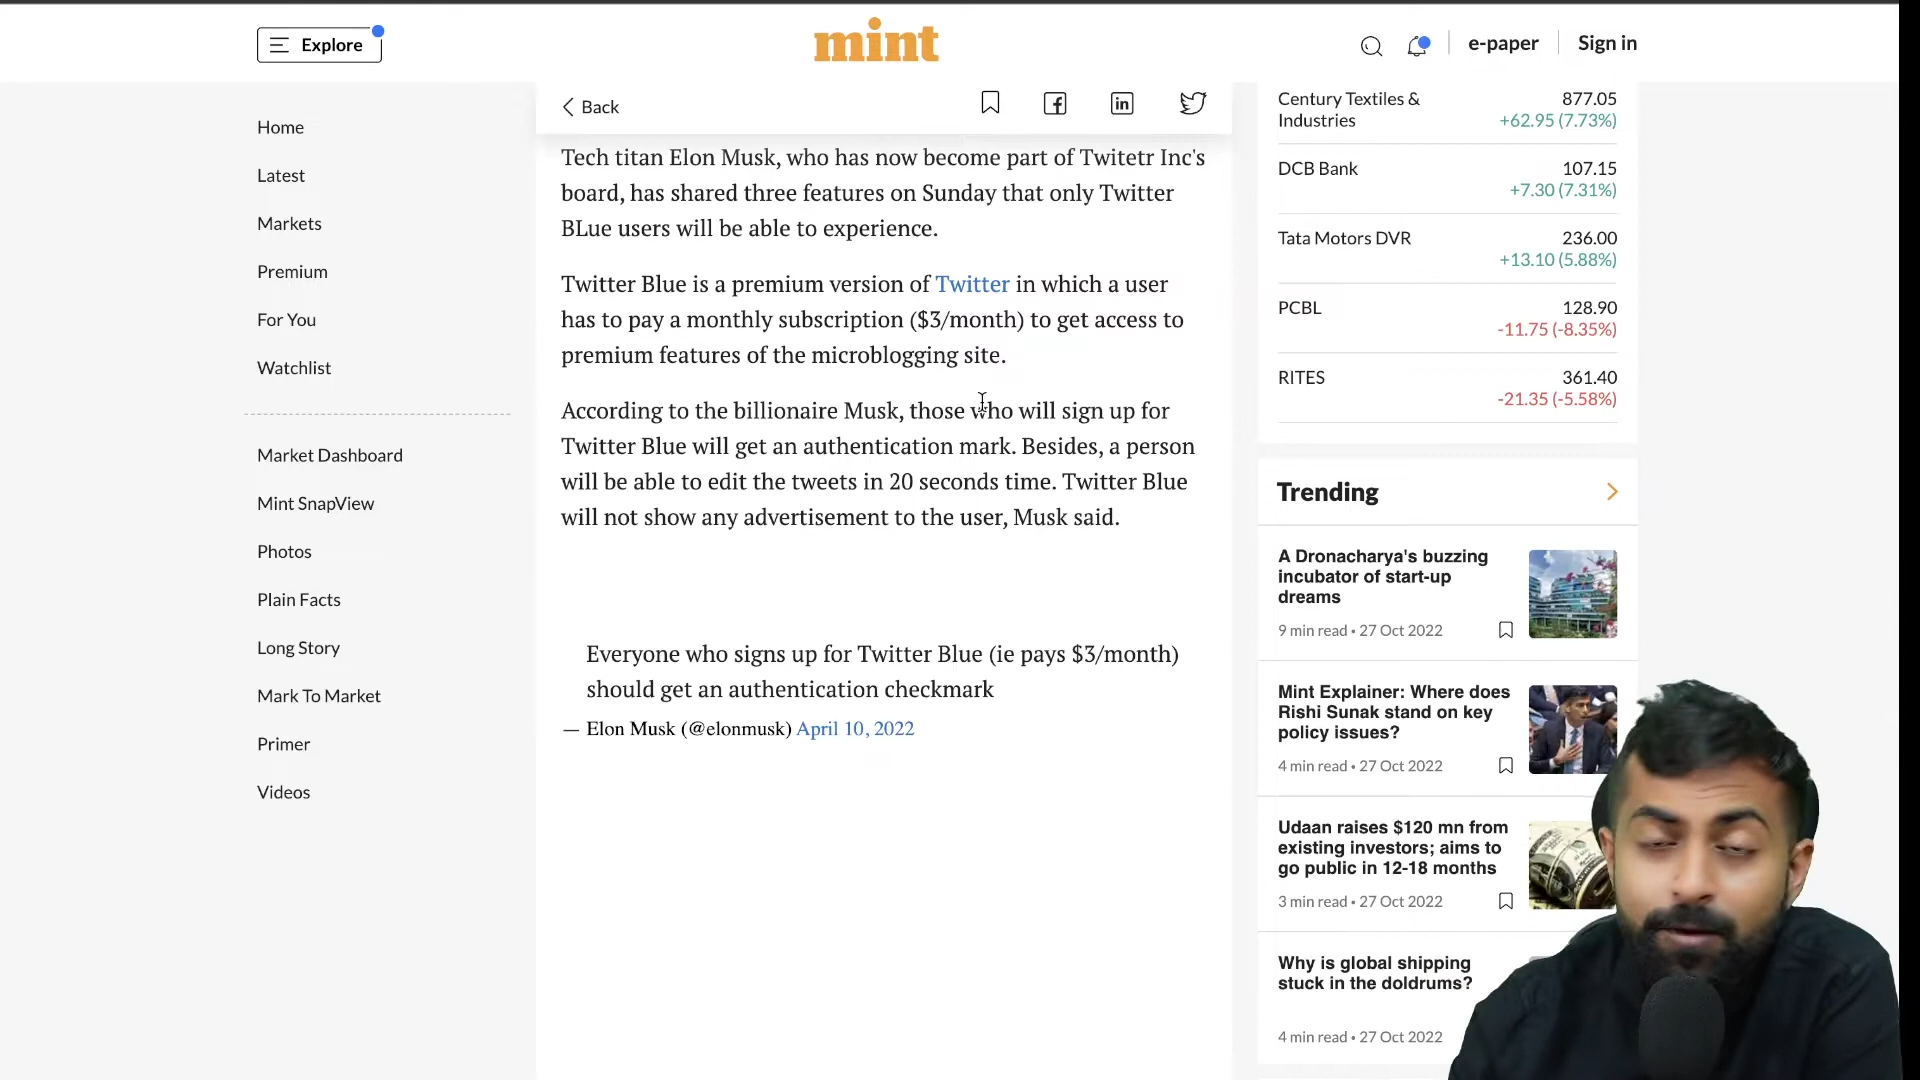 Explore
mint
e-paper
Sign in
Home
Latest
Markets
Premium
For You
Watchlist
Market Dashboard
Mint SnapView
Photos
Plain Facts
Long Story
Mark To Market
Primer
Videos
Back
Tech titan Elon Musk, who has now become part of Twitetr Inc's
board, has shared three features on Sunday that only Twitter
BLue users will be able to experience.
Twitter Blue is a premium version of Twitter in which a user
has to pay a monthly subscription ($3/month) to get access to
premium features of the microblogging site.
According to the billionaire Musk, those who will sign up for
Twitter Blue will get an authentication mark. Besides, a person
will be able to edit the tweets in 20 seconds time. Twitter Blue
will not show any advertisement to the user, Musk said.
Everyone who signs up for Twitter Blue (ie pays $3/month)
should get an authentication checkmark
— Elon Musk (@elonmusk) April 10, 2022
Century Textiles & 877.05
Industries +62.95 (7.73%)
DCB Bank 107.15
+7.30 (7.31%)
Tata Motors DVR 236.00
+13.10 (5.88%)
PCBL 128.90
-11.75 (-8.35%)
RITES 361.40
-21.35 (-5.58%)
Trending
A Dronacharya's buzzing
incubator of start-up
dreams
9 min read • 27 Oct 2022
Mint Explainer: Where does
Rishi Sunak stand on key
policy issues?
4 min read • 27 Oct 2022
Udaan raises $120 mn from
existing investors; aims to
go public in 12-18 months
3 min read • 27 Oct 2022
Why is global shipping
stuck in the doldrums?
4 min read • 27 Oct 2022